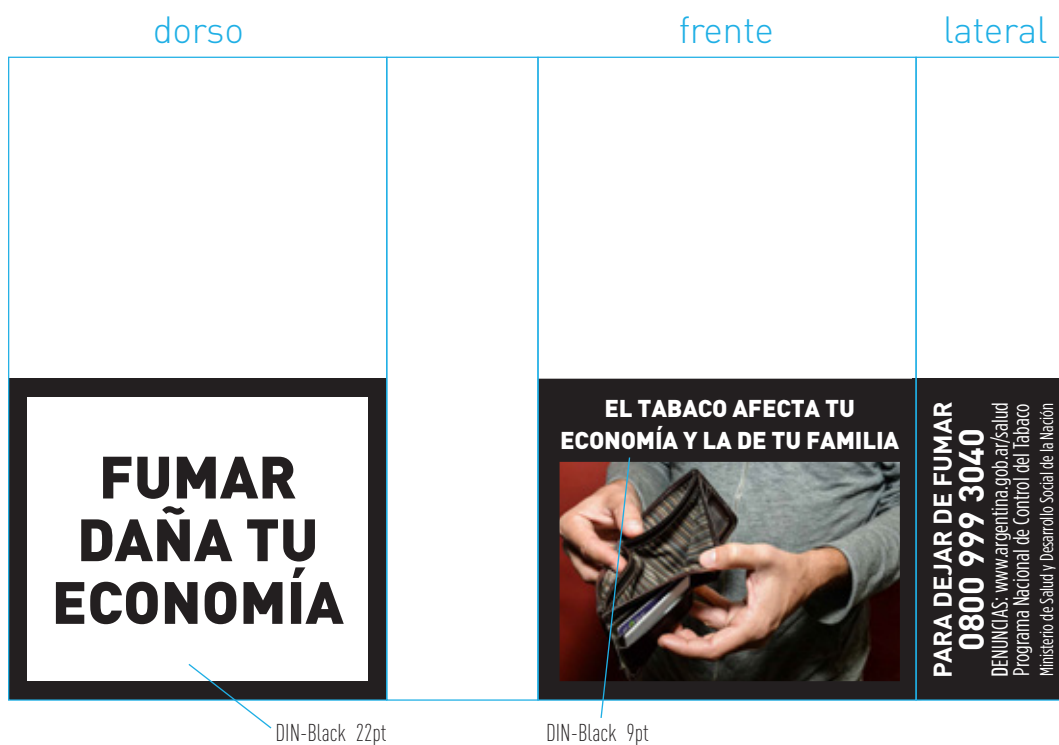 dorso
frente
lateral
FUMAR
DAÑA TU
ECONOMÍA
EL TABACO AFECTA TU
ECONOMÍA Y LA DE TU FAMILIA
PARA DEJAR DE FUMAR
0800 999 3040
DENUNCIAS: www.argentina.gob.ar/salud
Programa Nacional de Control del Tabaco
Ministerio de Salud y Desarrollo Social de la Nación
DIN-Black 22pt
DIN-Black 9pt